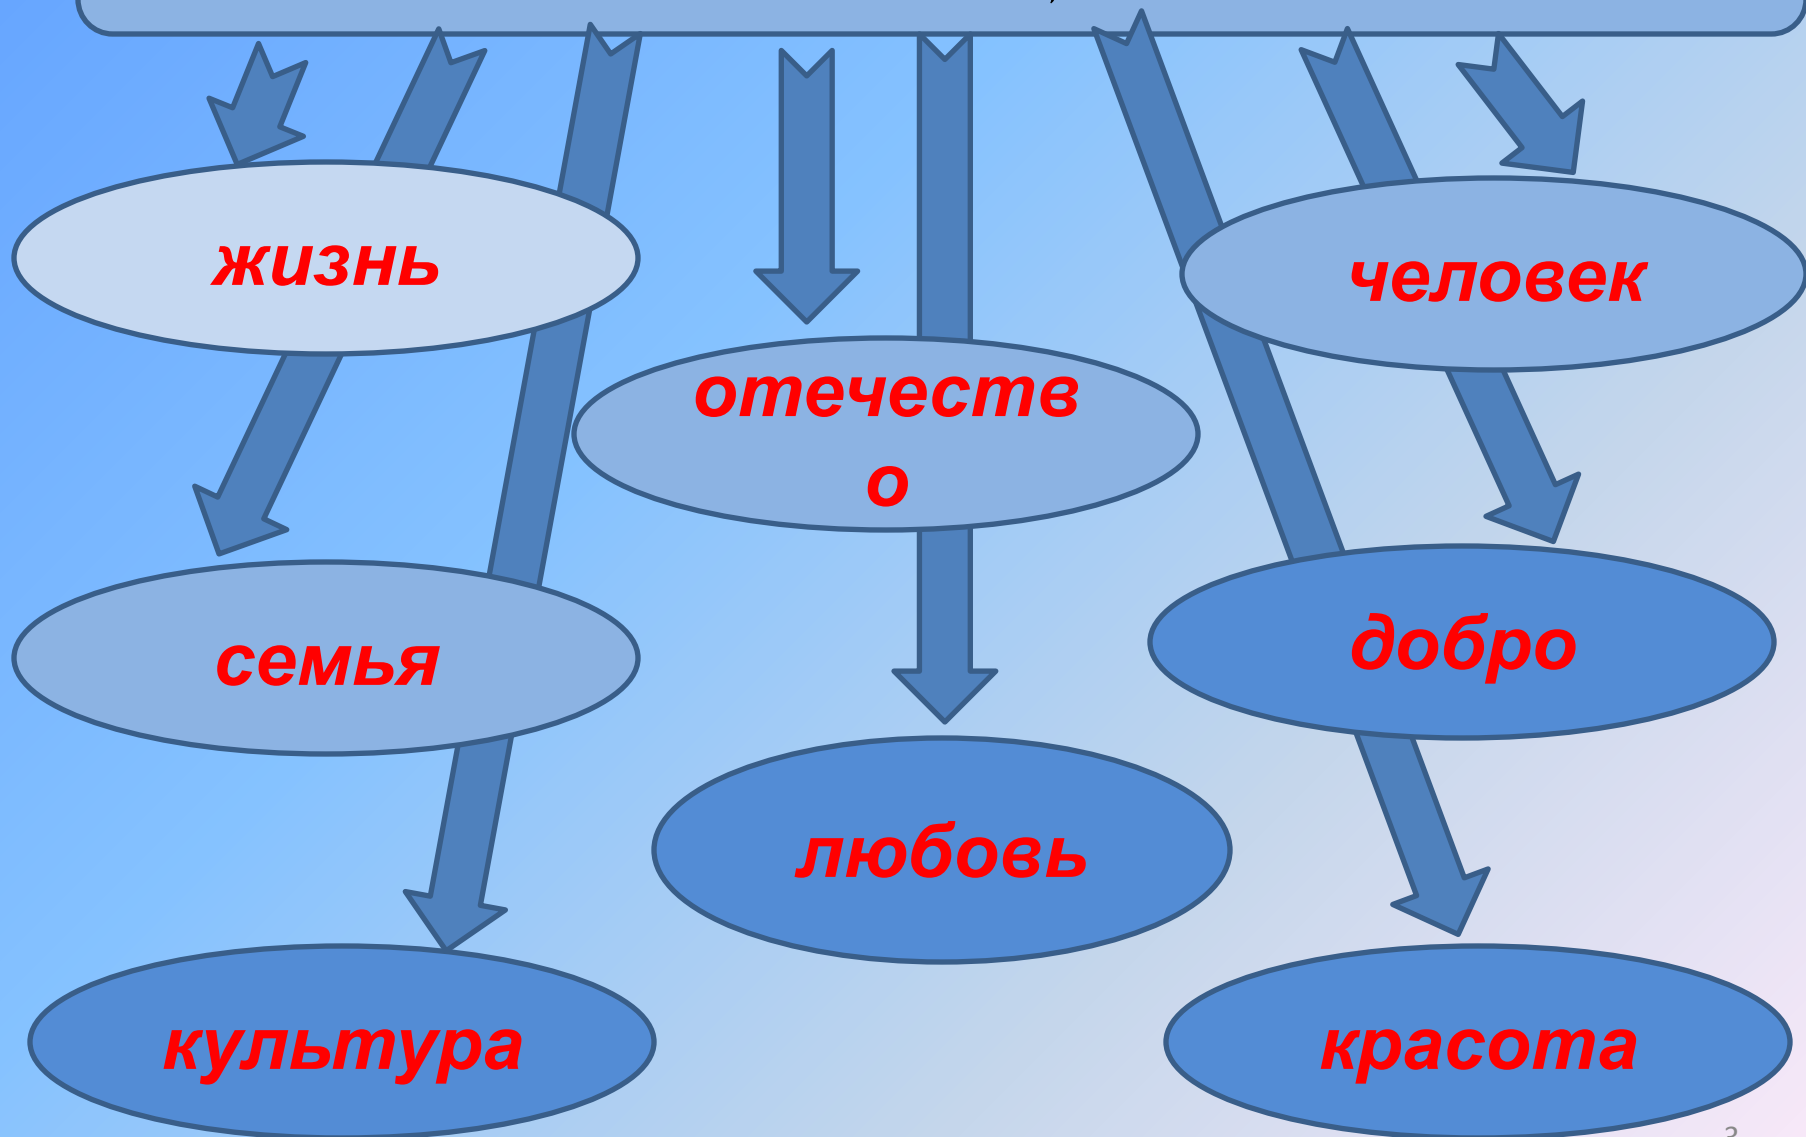 жизнь
человек
отечеств
о
семья
добро
любовь
культура
красота